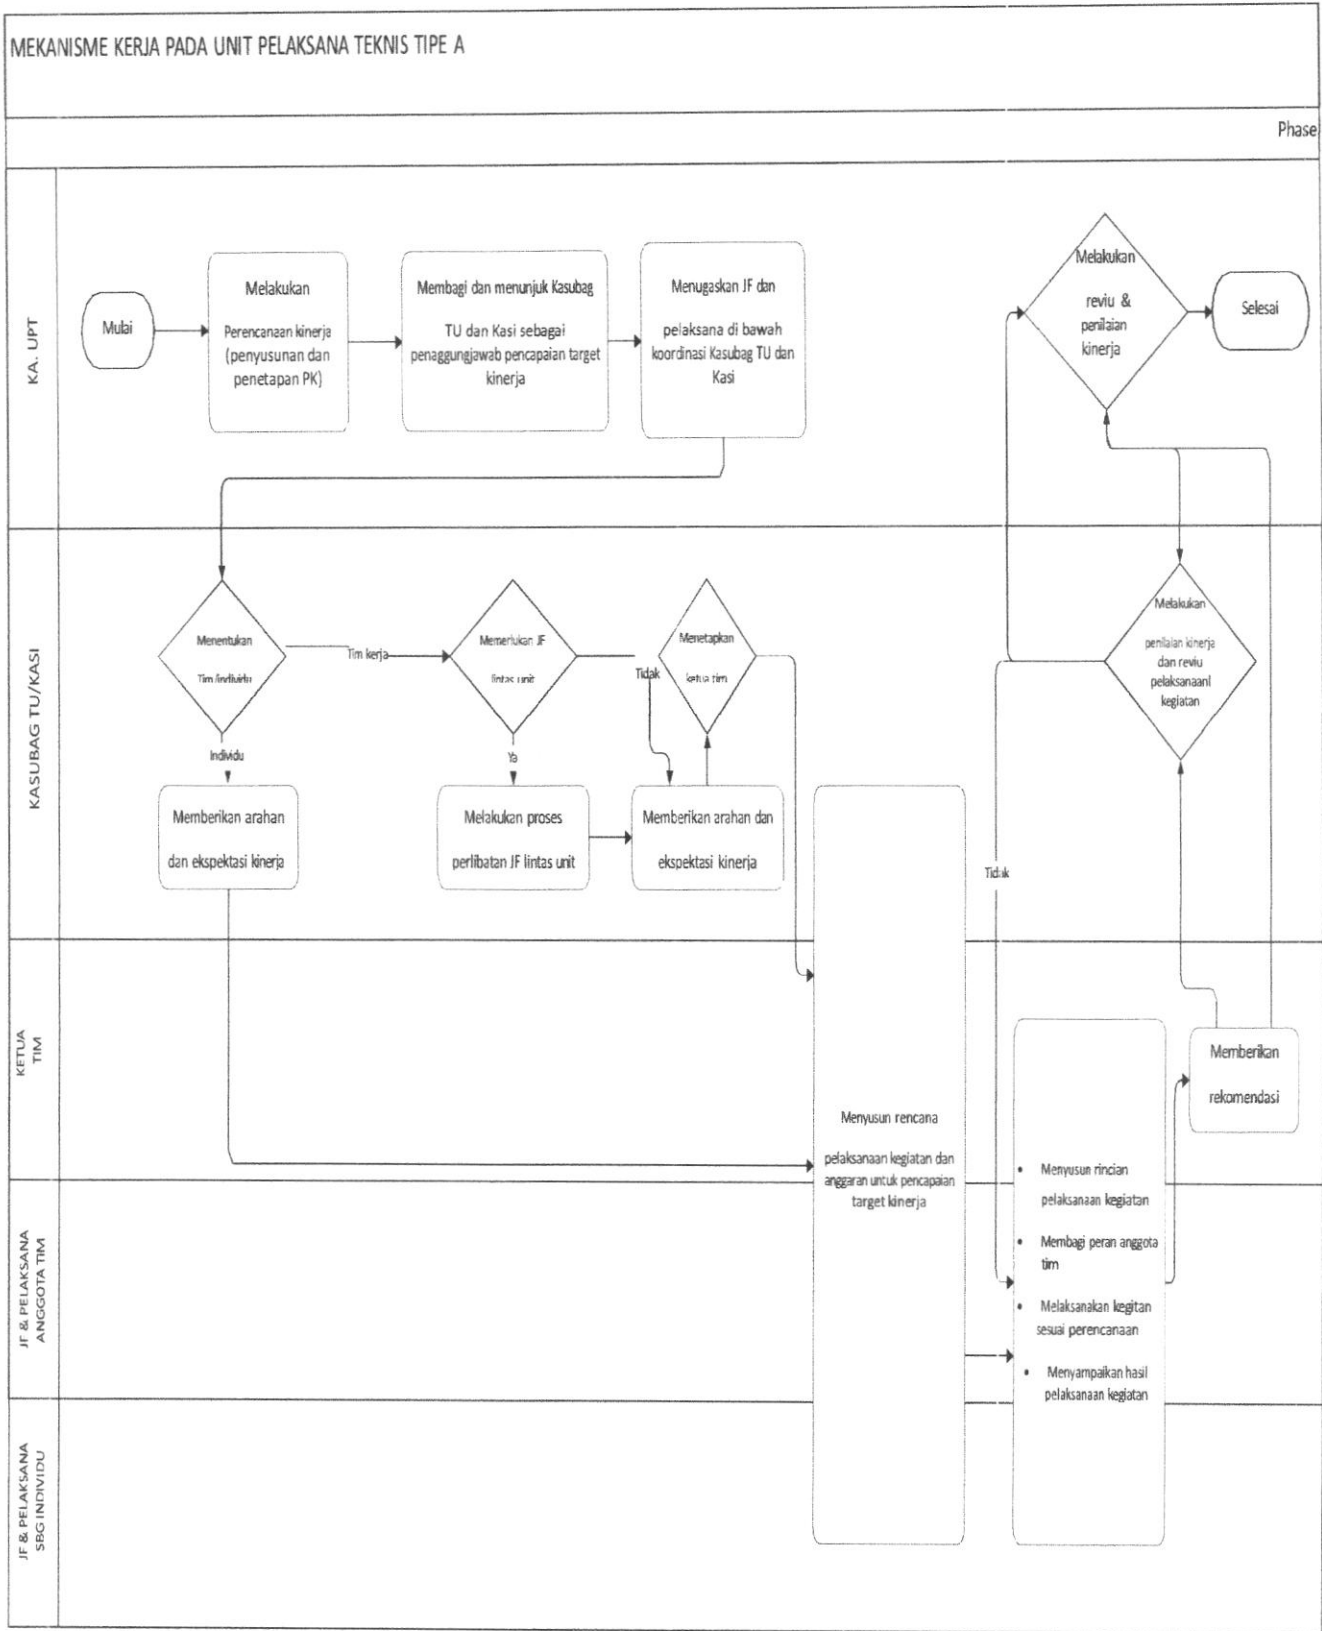 MEKANISME KERJA PADA UNIT PELAKSANA TEKNIS TIPE A
Phase
KA. UPT
Mulai
Melakukan
Perencanaan kinerja
(penyusunan dan
penetapan PK)
Membagi dan menunjuk Kasubag
TU dan Kasi sebagai
penaggungjawab pencapaian target
kinerja
Menugaskan JF dan
pelaksana di bawah
koordinasi Kasubag TU dan
Kasi
Melakukan
reviu &
penilaian
kinerja
Selesai
KASUBAG TU/KASI
Menentukan
Tim/individu
Tim kerja
Memerlukan JF
lintas unit
Tidak
Menetapkan
ketua tim
Melakukan
penilaian kinerja
dan reviu
pelaksanaanl
kegiatan
Individu
Ya
Memberikan arahan
dan ekspektasi kinerja
Melakukan proses
perlibatan JF lintas unit
Memberikan arahan dan
ekspektasi kinerja
Tidak
KETUA
TIM
Memberikan
rekomendasi
Menyusun rencana
pelaksanaan kegiatan dan
anggaran untuk pencapaian
target kinerja
JF & PELAKSANA
ANGGOTA TIM
• Menyusun rincian
pelaksanaan kegiatan
• Membagi peran anggota
tim
• Melaksanakan kegitan
sesuai perencanaan
• Menyampaikan hasil
pelaksanaan kegiatan
JF & PELAKSANA
SBG INDIVIDU